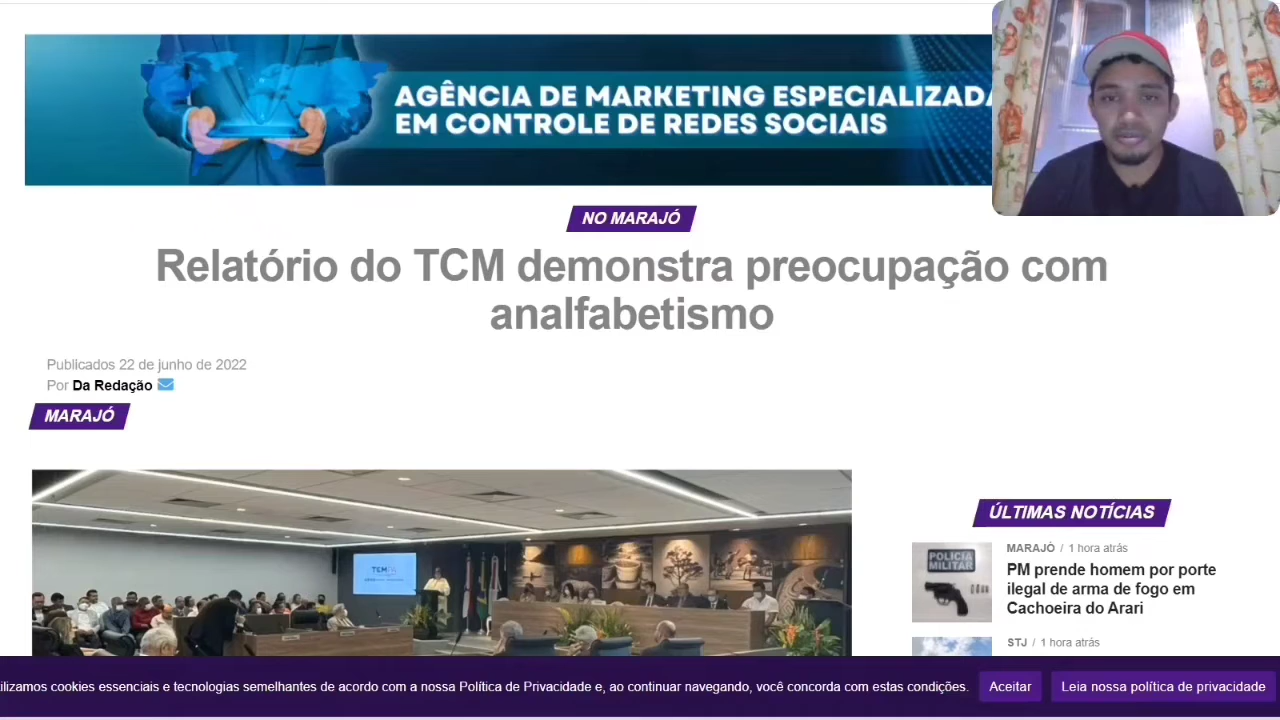 AGÊNCIA DE MARKETING ESPECIALIZADA
EM CONTROLE DE REDES SOCIAIS
NO MARAJÓ
Relatório do TCM demonstra preocupação com
analfabetismo
Publicados 22 de junho de 2022
Por Da Redação
MARAJÓ
TCM
ÚLTIMAS NOTÍCIAS
POLICIA
MILITAR
MARAJÓ / 1 hora atrás
PM prende homem por porte
ilegal de arma de fogo em
Cachoeira do Arari
STJ / 1 hora atrás
ilizamos cookies essenciais e tecnologias semelhantes de acordo com a nossa Política de Privacidade e, ao continuar navegando, você concorda com estas condições.
Aceitar
Leia nossa política de privacidade